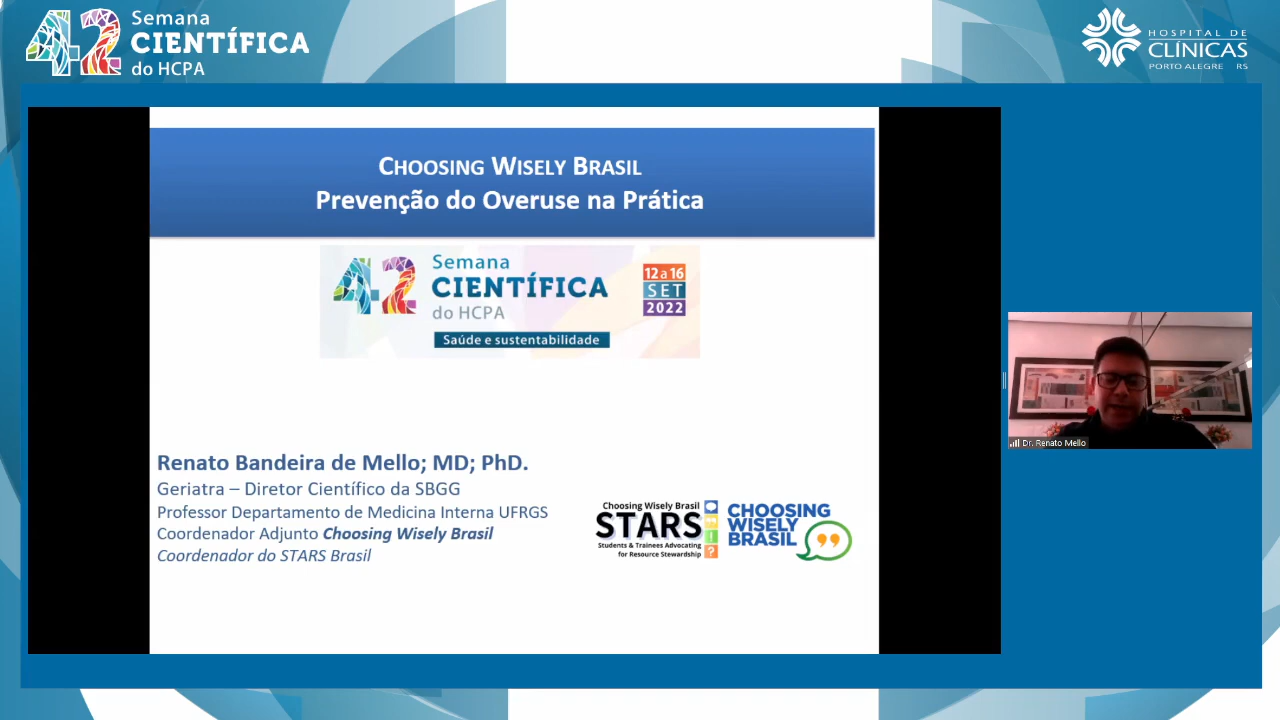 42 Semana
CIENTÍFICA
do HCPA
HOSPITAL DE
CLÍNICAS
PORTO ALEGRE RS
CHOOSING WISELY BRASIL
Prevenção do Overuse na Prática
42 Semana
CIENTÍFICA
do HCPA
Saúde e sustentabilidade
12 a 16
SET
2022
Renato Bandeira de Mello; MD; PhD.
Geriatra – Diretor Científico da SBGG
Professor Departamento de Medicina Interna UFRGS
Coordenador Adjunto Choosing Wisely Brasil
Coordenador do STARS Brasil
Choosing Wisely Brasil
STARS
Students & Trainees Advocating
for Resource Stewardship
CHOOSING
WISELY
BRASIL
Dr. Renato Mello